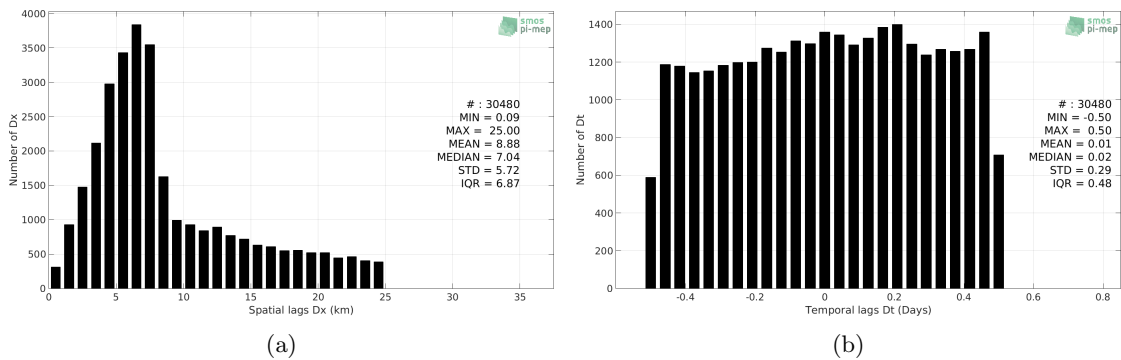 4000
3500
3000
2500
2000
1500
1000
500
0
Number of Dx
0 5 10 15 20 25 30 35
Spatial lags Dx (km)
smos
pi-mep
# : 30480
MIN = 0.09
MAX = 25.00
MEAN = 8.88
MEDIAN = 7.04
STD = 5.72
IQR = 6.87
(a)
1400
1200
1000
800
600
400
200
0
Number of Dt
-0.4 -0.2 0 0.2 0.4 0.6 0.8
Temporal lags Dt (Days)
smos
pi-mep
# : 30480
MIN = -0.50
MAX = 0.50
MEAN = 0.01
MEDIAN = 0.02
STD = 0.29
IQR = 0.48
(b)